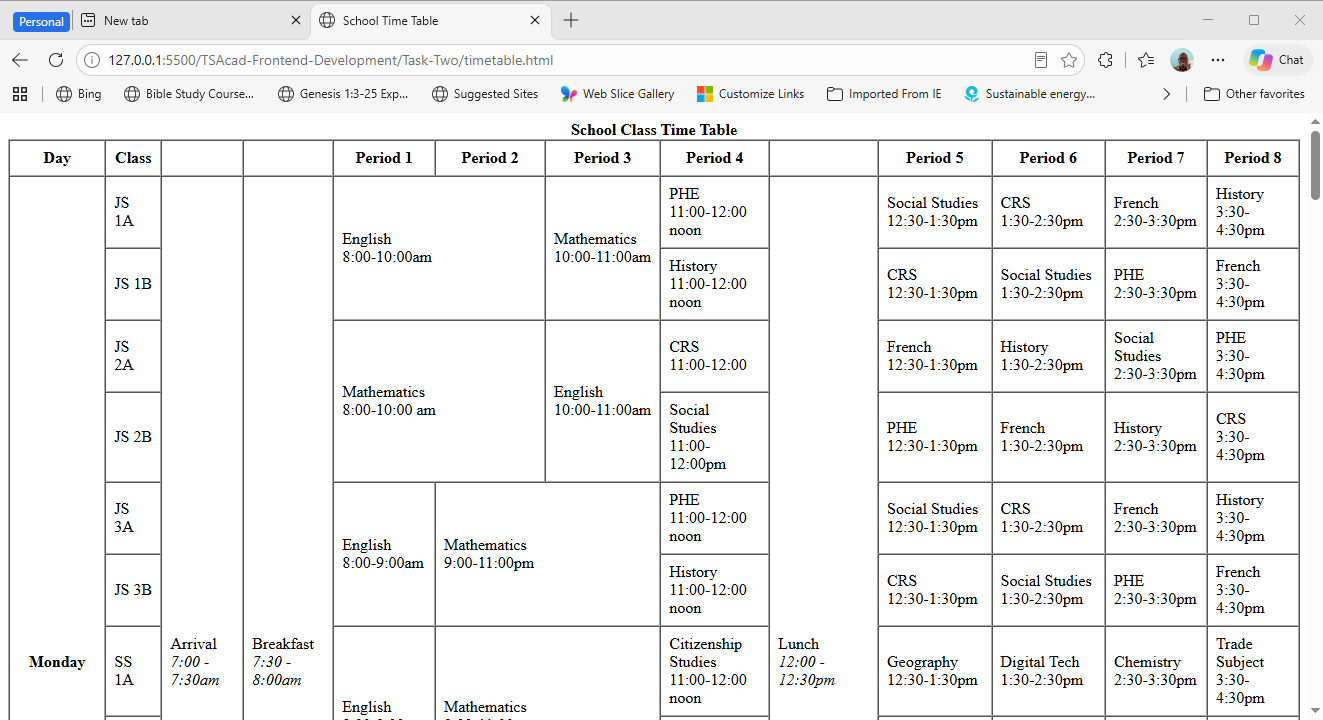 Personal
New tab
School Time Table
127.0.0.1:5500/TSAcad-Frontend-Development/Task-Two/timetable.html
Chat
Bing
Bible Study Course...
Genesis 1:3-25 Exp...
Suggested Sites
Web Slice Gallery
Customize Links
Imported From IE
Sustainable energy...
Other favorites
School Class Time Table
Day
Class
Period 1
Period 2
Period 3
Period 4
Period 5
Period 6
Period 7
Period 8
Monday
JS
1A
Arrival
7:00 -
7:30am
Breakfast
7:30 -
8:00am
English
8:00-10:00am
Mathematics
10:00-11:00am
PHE
11:00-12:00
noon
Lunch
12:00 -
12:30pm
Social Studies
12:30-1:30pm
CRS
1:30-2:30pm
French
2:30-3:30pm
History
3:30-
4:30pm
JS 1B
History
11:00-12:00
noon
CRS
12:30-1:30pm
Social Studies
1:30-2:30pm
PHE
2:30-3:30pm
French
3:30-
4:30pm
JS
2A
Mathematics
8:00-10:00 am
English
10:00-11:00am
CRS
11:00-12:00
French
12:30-1:30pm
History
1:30-2:30pm
Social
Studies
2:30-3:30pm
PHE
3:30-
4:30pm
JS 2B
Social
Studies
11:00-
12:00pm
PHE
12:30-1:30pm
French
1:30-2:30pm
History
2:30-3:30pm
CRS
3:30-
4:30pm
JS
3A
English
8:00-9:00am
Mathematics
9:00-11:00pm
PHE
11:00-12:00
noon
Social Studies
12:30-1:30pm
CRS
1:30-2:30pm
French
2:30-3:30pm
History
3:30-
4:30pm
JS 3B
History
11:00-12:00
noon
CRS
12:30-1:30pm
Social Studies
1:30-2:30pm
PHE
2:30-3:30pm
French
3:30-
4:30pm
SS
1A
English
Mathematics
Citizenship
Studies
11:00-12:00
noon
Geography
12:30-1:30pm
Digital Tech
1:30-2:30pm
Chemistry
2:30-3:30pm
Trade
Subject
3:30-
4:30pm